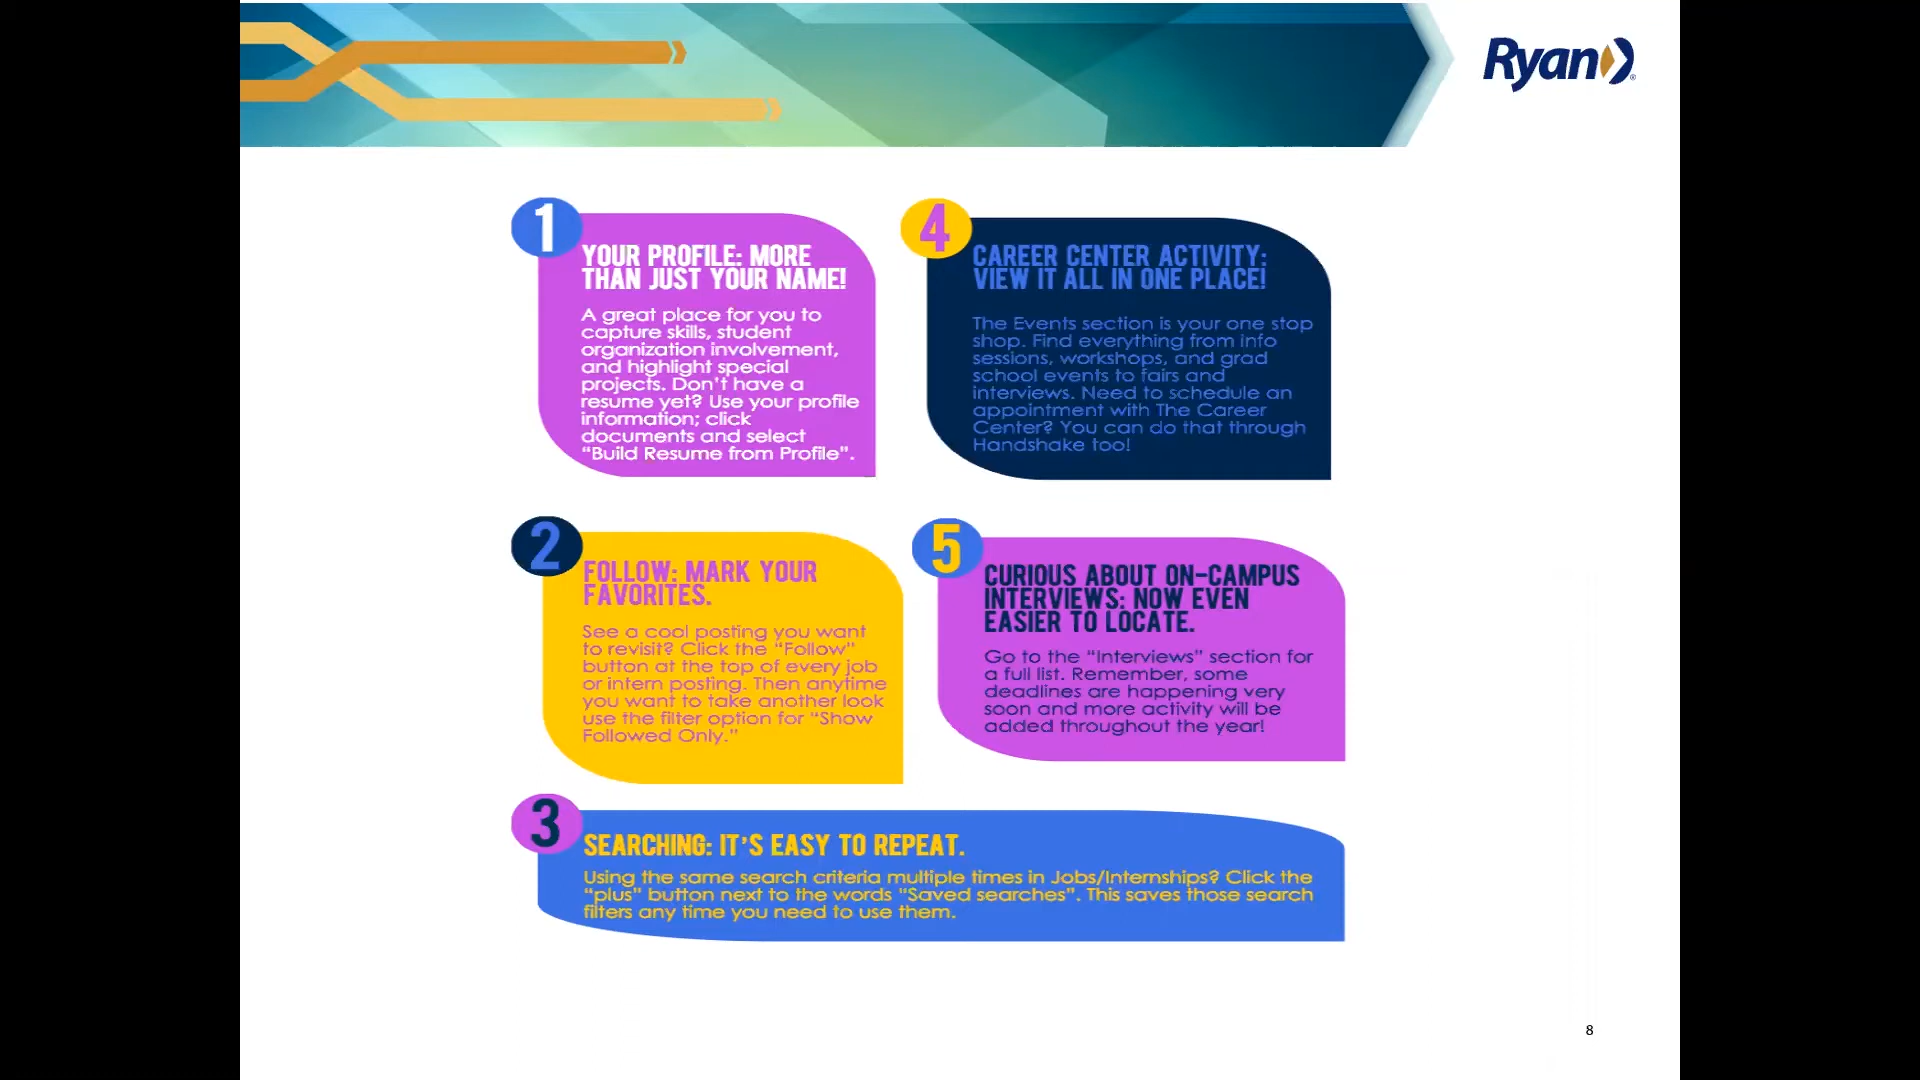 Ryan
1
YOUR PROFILE: MORE
THAN JUST YOUR NAME!
A great place for you to
capture skills, student
organization involvement,
and highlight special
projects. Don't have a
resume yet? Use your profile
information; click
documents and select
“Build Resume from Profile”.
2
FOLLOW: MARK YOUR
FAVORITES.
See a cool posting you want
to revisit? Click the “Follow”
button at the top of every job
or intern posting. Then anytime
you want to take another look
use the filter option for “Show
Followed Only.”
3
SEARCHING: IT'S EASY TO REPEAT.
Using the same search criteria multiple times in Jobs/Internships? Click the
“plus” button next to the words "Saved searches”. This saves those search
filters any time you need to use them.
4
CAREER CENTER ACTIVITY:
VIEW IT ALL IN ONE PLACE!
The Events section is your one stop
shop. Find everything from info
sessions, workshops, and grad
school events to fairs and
interviews. Need to schedule an
appointment with The Career
Center? You can do that through
Handshake too!
5
CURIOUS ABOUT ON-CAMPUS
INTERVIEWS: NOW EVEN
EASIER TO LOCATE.
Go to the “Interviews” section for
a full list. Remember, some
deadlines are happening very
soon and more activity will be
added throughout the year!
8